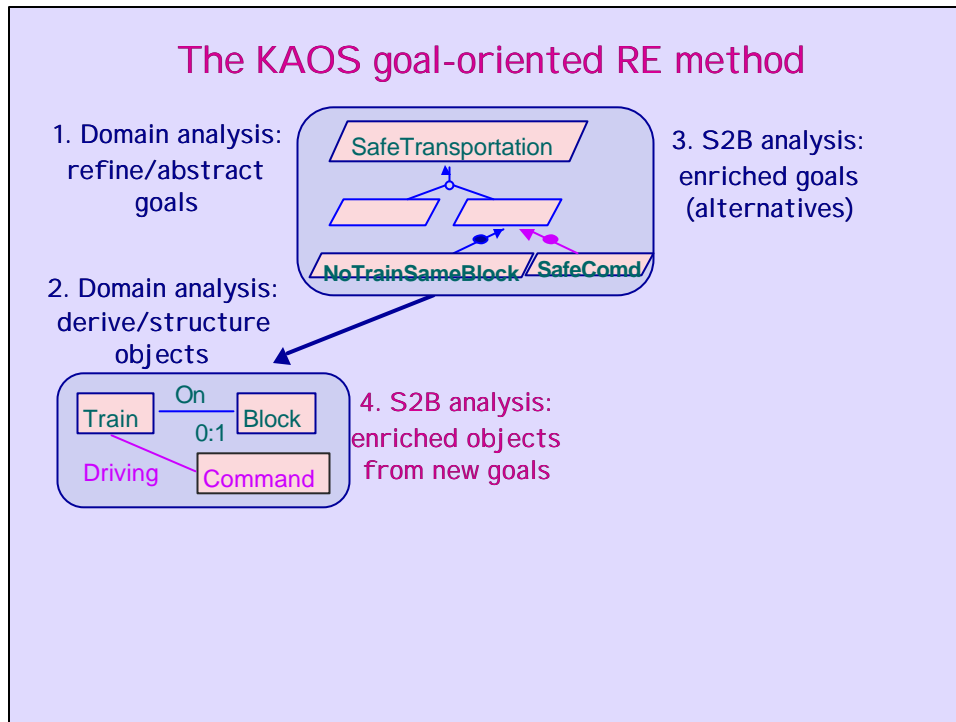 The KAOS goal-oriented RE method
1. Domain analysis:
refine/abstract
goals
SafeTransportation
NoTrainSameBlock
SafeComd
3. S2B analysis:
enriched goals
(alternatives)
2. Domain analysis:
derive/structure
objects
Train
On
0:1
Block
Driving
Command
4. S2B analysis:
enriched objects
from new goals